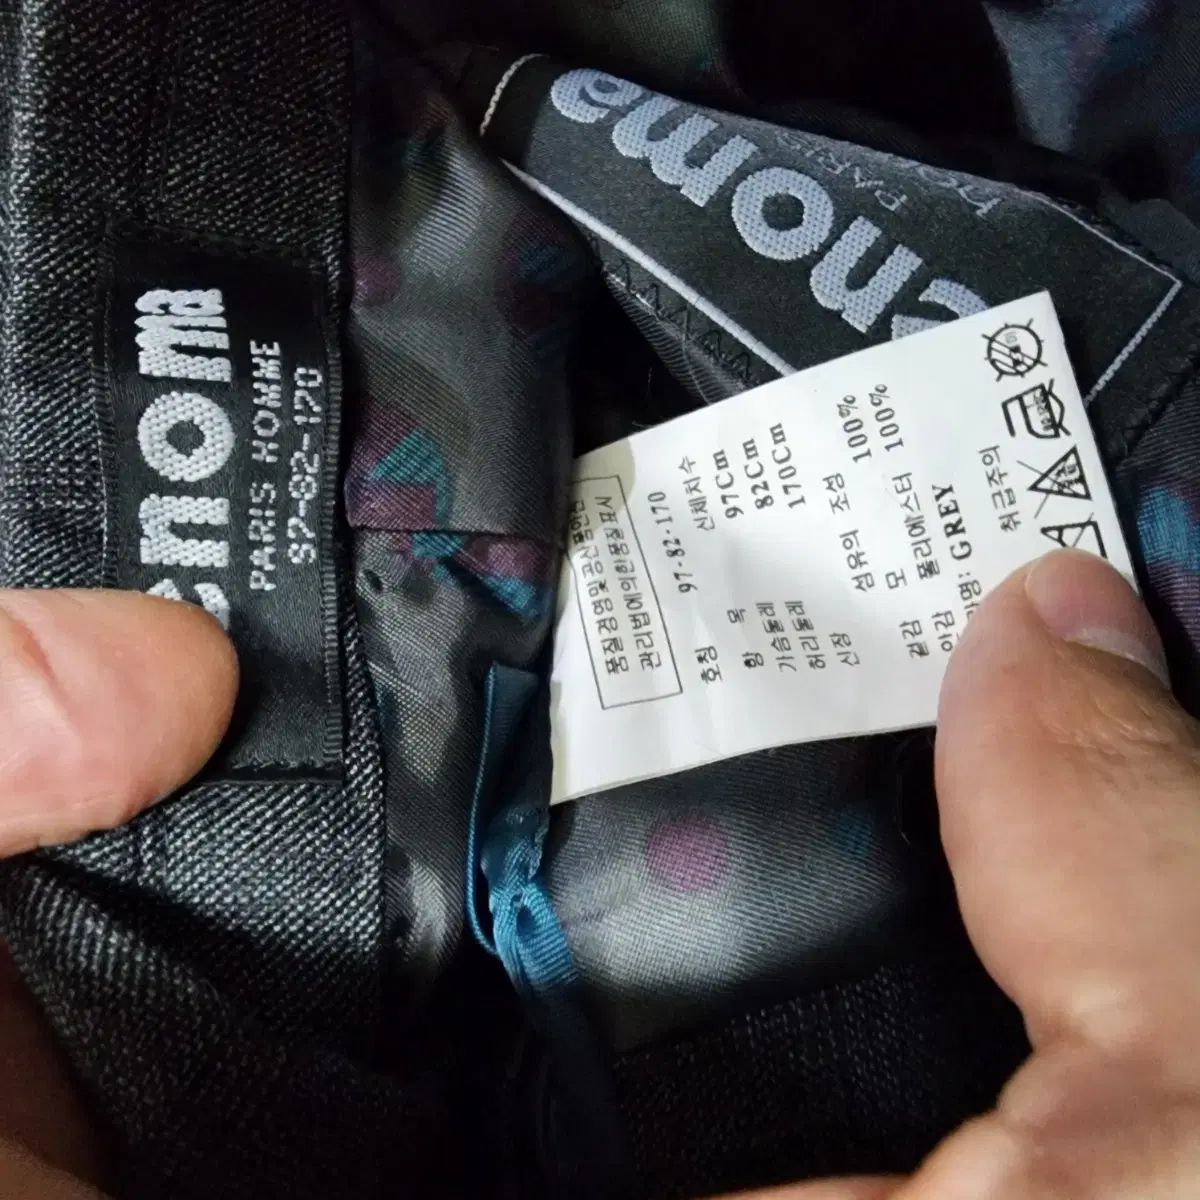 enoma
PARIS HOMME
97-82-170
enoma
PARIS
품질경영및공산품안전
관리법에의한품질표시
호칭 97-82-170
항 목 신체치수
가슴둘레 97Cm
허리둘레 82Cm
신장 170Cm
섬유의 조성
겉감 모 100%
안감 폴리에스터 100%
GREY
취급주의